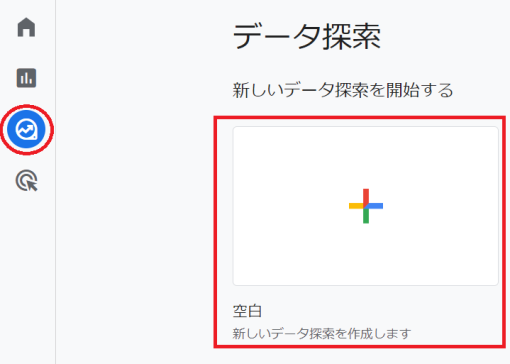 データ探索
新しいデータ探索を開始する
空白
新しいデータ探索を作成します